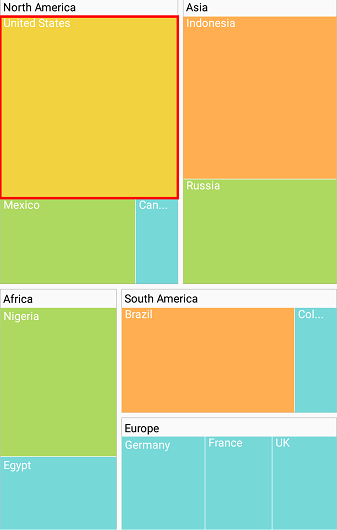 North America
United States
Mexico
Can...
Asia
Indonesia
Russia
Africa
Nigeria
Egypt
South America
Brazil
Col...
Europe
Germany
France
UK